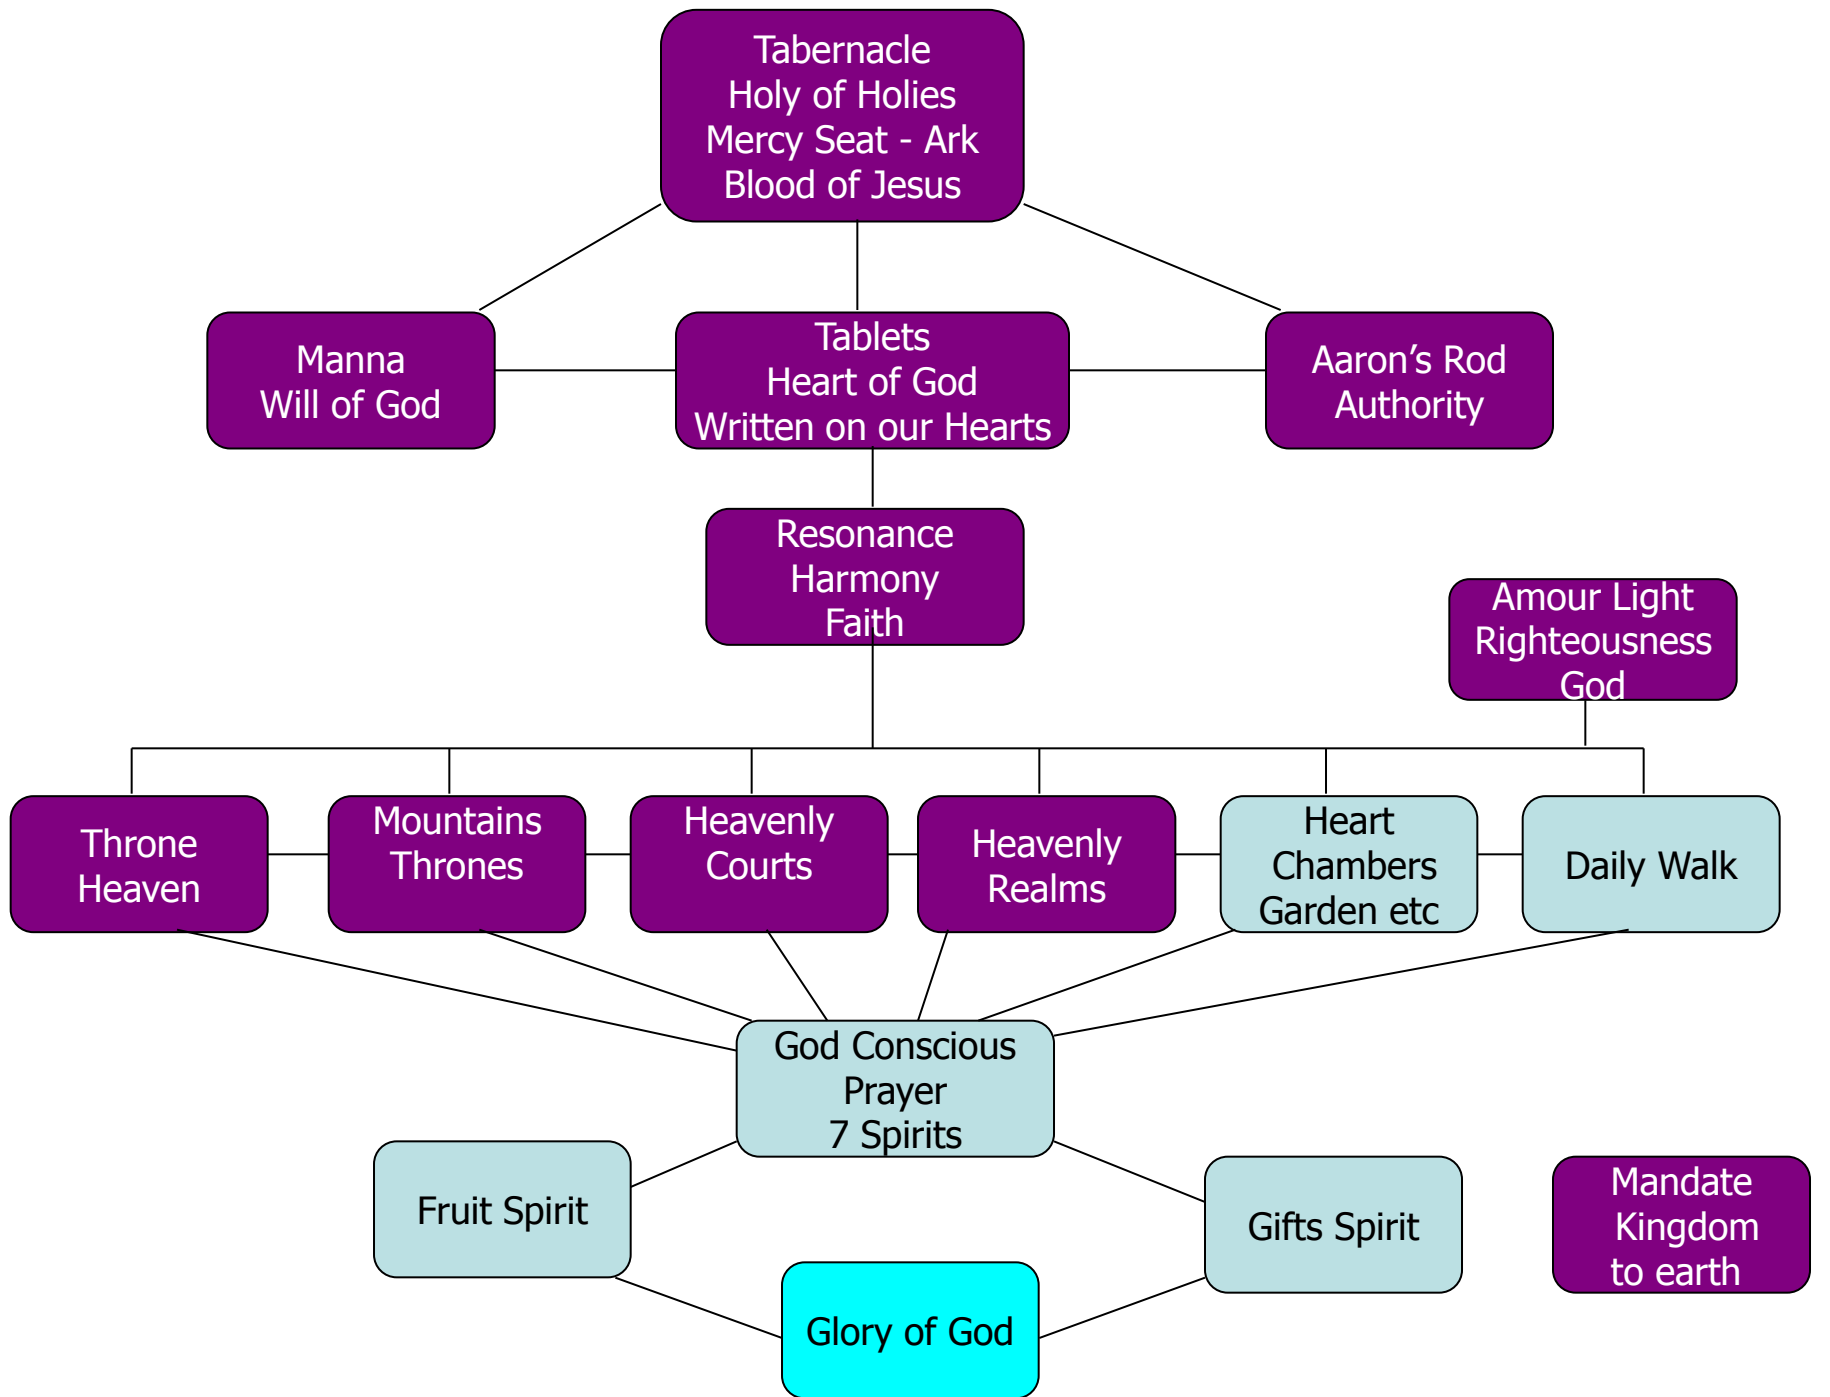 Tabernacle
Holy of Holies
Mercy Seat - Ark
Blood of Jesus
Manna
Will of God
Tablets
Heart of God
Written on our Hearts
Aaron’s Rod
Authority
Resonance
Harmony
Faith
Amour Light
Righteousness
God
Throne
Heaven
Mountains
Thrones
Heavenly
Courts
Heavenly
Realms
Heart
Chambers
Garden etc
Daily Walk
God Conscious
Prayer
7 Spirits
Fruit Spirit
Gifts Spirit
Mandate
Kingdom
to earth
Glory of God